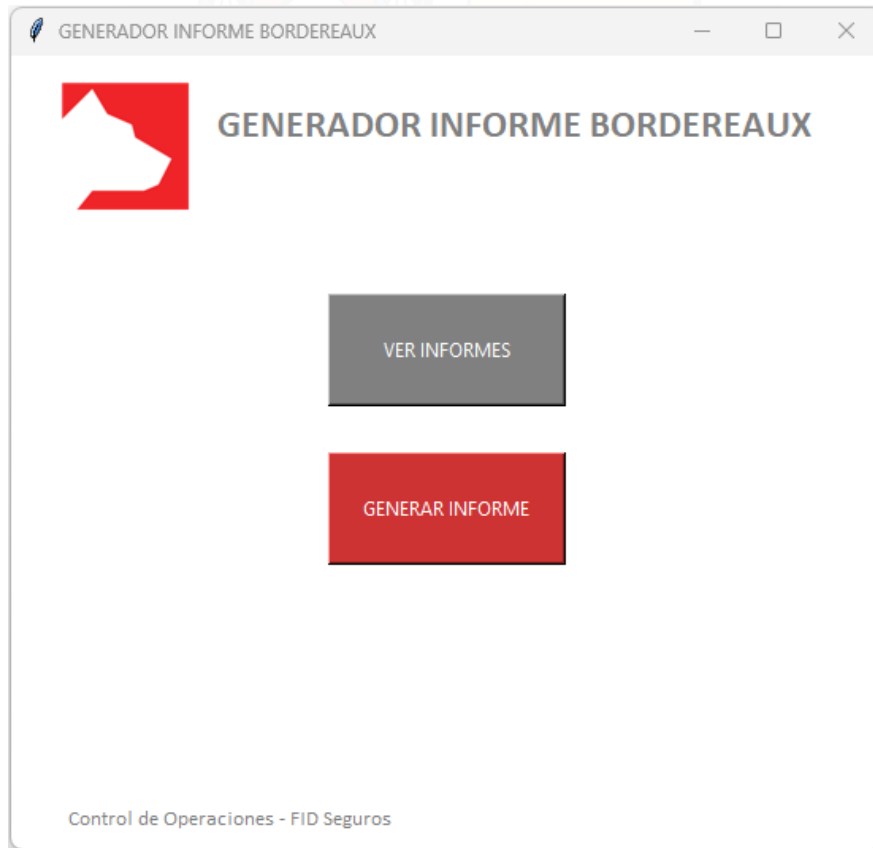 GENERADOR INFORME BORDEREAUX
GENERADOR INFORME BORDEREAUX
VER INFORMES
GENERAR INFORME
Control de Operaciones - FID Seguros